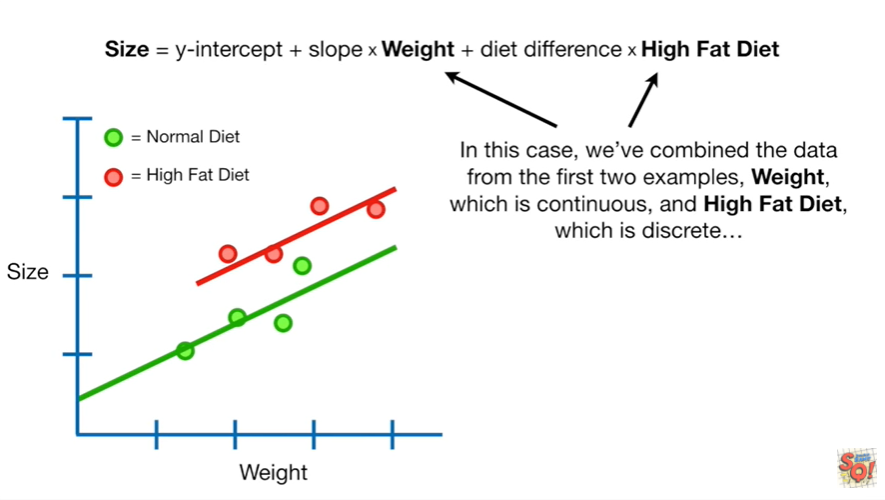 Size = y-intercept + slope x Weight + diet difference x High Fat Diet
= Normal Diet
= High Fat Diet
In this case, we’ve combined the data
from the first two examples, Weight,
which is continuous, and High Fat Diet,
which is discrete…
Size
Weight
SQ!